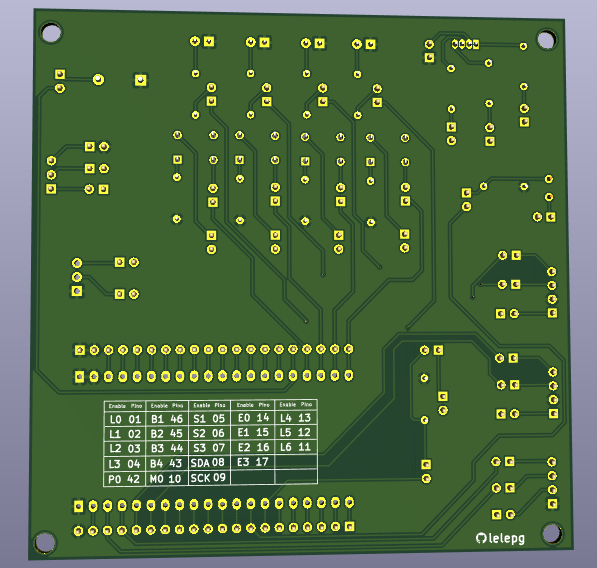 Enable Pino Enable Pino Enable Pino Enable Pino Enable Pino
L0 01 B1 46 S1 05 E0 14 L4 13
L1 02 B2 45 S2 06 E1 15 L5 12
L2 03 B3 44 S3 07 E2 16 L6 11
L3 04 B4 43 SDA 08 E3 17
P0 42 M0 10 SCK 09
lelepg